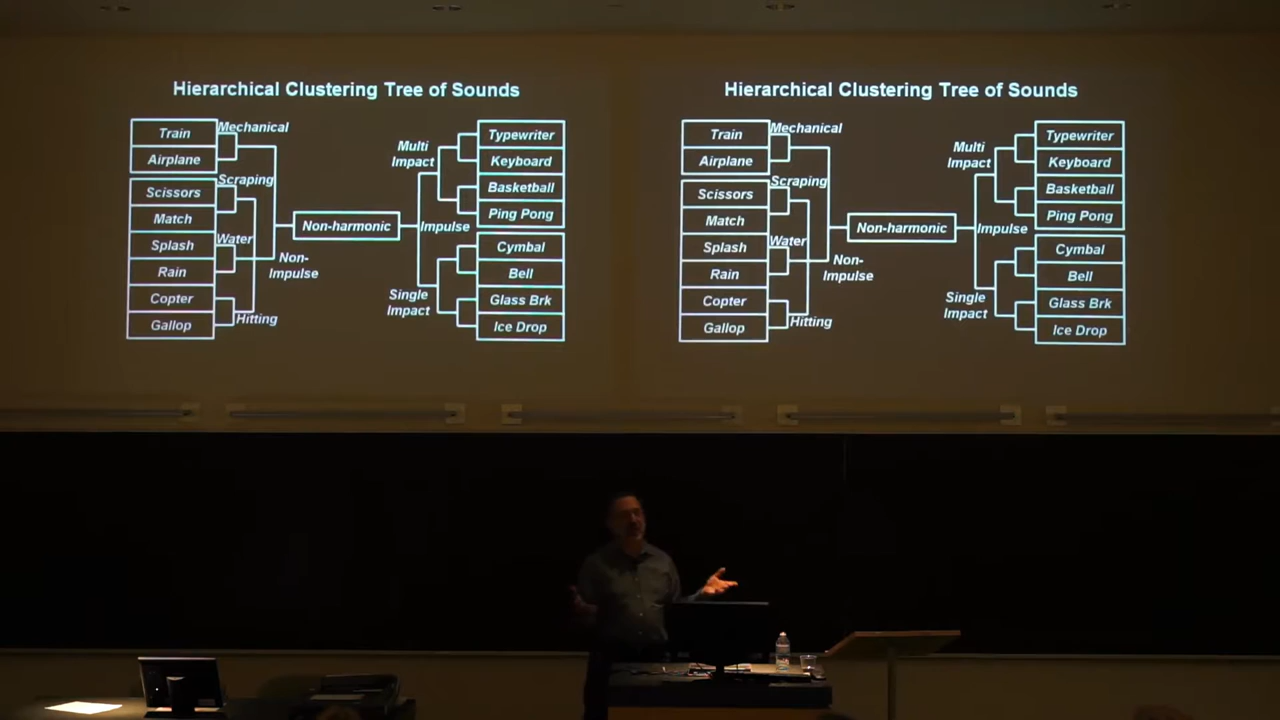 Hierarchical Clustering Tree of Sounds
Train
Airplane
Scissors
Match
Splash
Rain
Copter
Gallop
Mechanical
Scraping
Water
Hitting
Non-
Impulse
Non-harmonic
Impulse
Multi
Impact
Single
Impact
Typewriter
Keyboard
Basketball
Ping Pong
Cymbal
Bell
Glass Brk
Ice Drop
Hierarchical Clustering Tree of Sounds
Train
Airplane
Scissors
Match
Splash
Rain
Copter
Gallop
Mechanical
Scraping
Water
Hitting
Non-
Impulse
Non-harmonic
Impulse
Multi
Impact
Single
Impact
Typewriter
Keyboard
Basketball
Ping Pong
Cymbal
Bell
Glass Brk
Ice Drop